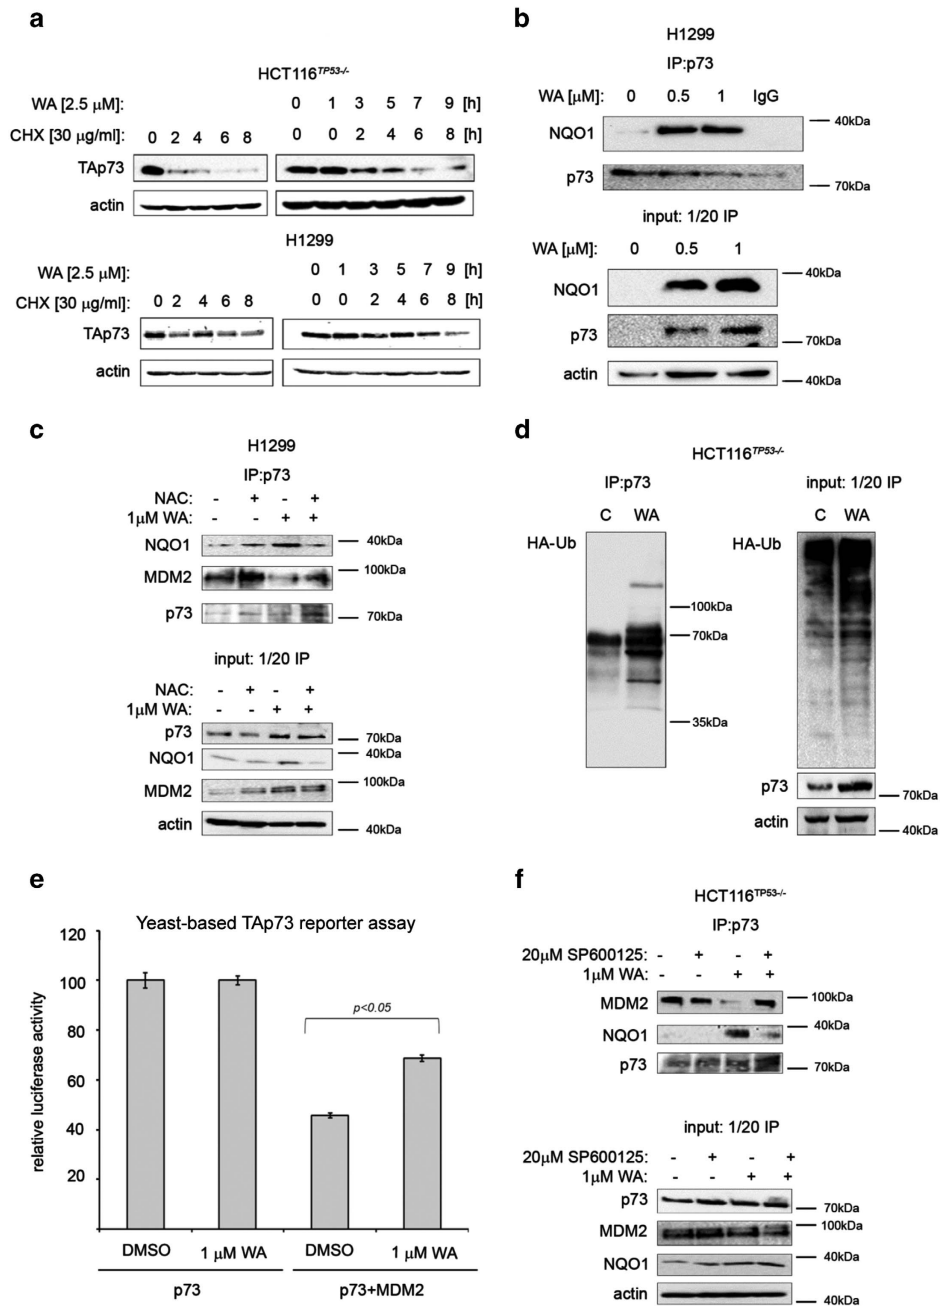 a
HCT116TP53-/-
WA [2.5 µM]: 0 1 3 5 7 9 [h]
CHX [30 µg/ml]: 0 2 4 6 8 0 0 2 4 6 8 [h]
TAp73
actin
H1299
WA [2.5 µM]: 0 1 3 5 7 9 [h]
CHX [30 µg/ml]: 0 2 4 6 8 0 0 2 4 6 8 [h]
TAp73
actin
b
H1299
IP:p73
WA [µM]: 0 0.5 1 IgG
NQO1 40kDa
p73 70kDa
input: 1/20 IP
WA [µM]: 0 0.5 1
NQO1 40kDa
p73 70kDa
actin 40kDa
c
H1299
IP:p73
NAC: - + - +
1µM WA: - - + +
NQO1 40kDa
MDM2 100kDa
p73 70kDa
input: 1/20 IP
NAC: - + - +
1µM WA: - - + +
p73 70kDa
NQO1 40kDa
MDM2 100kDa
actin 40kDa
d
HCT116TP53-/-
IP:p73 input: 1/20 IP
C WA C WA
HA-Ub HA-Ub
100kDa
70kDa
35kDa
p73 70kDa
actin 40kDa
e
Yeast-based TAp73 reporter assay
relative luciferase activity
120
100
80
60
40
20
p<0.05
DMSO 1 µM WA DMSO 1 µM WA
p73 p73+MDM2
f
HCT116TP53-/-
IP:p73
20µM SP600125: - + - +
1µM WA: - - + +
MDM2 100kDa
NQO1 40kDa
p73 70kDa
input: 1/20 IP
20µM SP600125: - + - +
1µM WA: - - + +
p73 70kDa
MDM2 100kDa
NQO1 40kDa
actin 40kDa